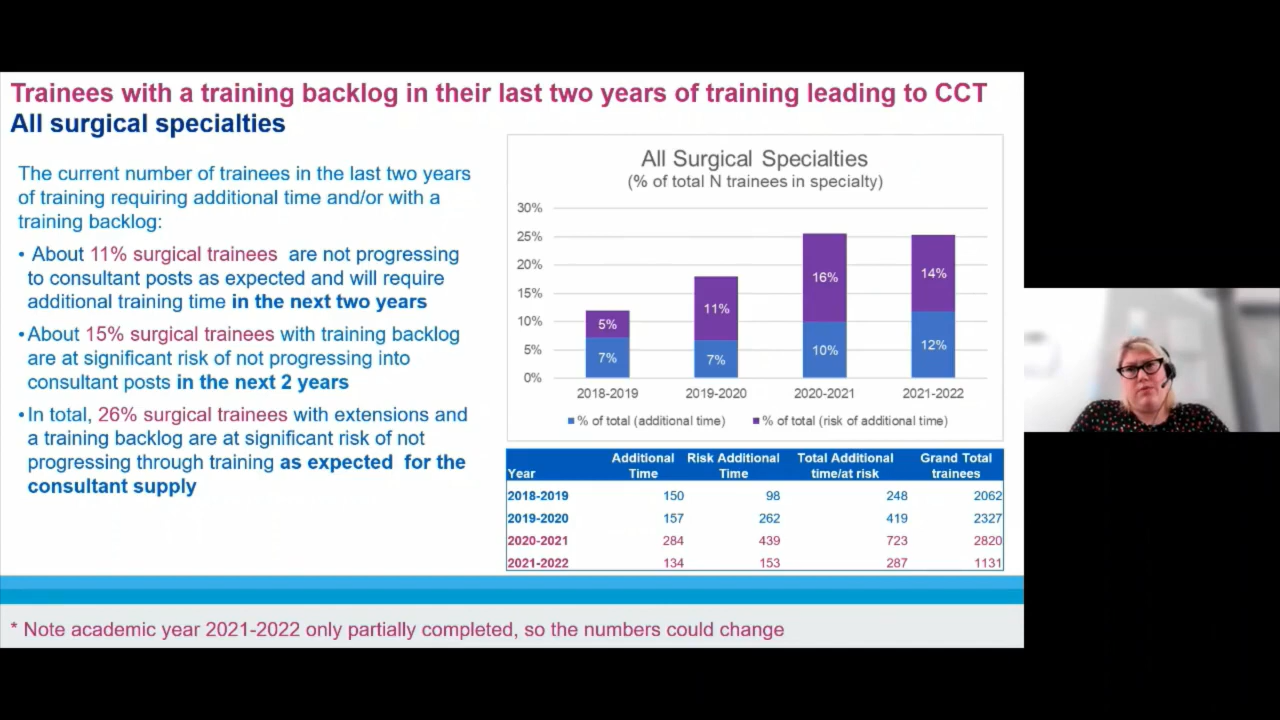 Trainees with a training backlog in their last two years of training leading to CCT
All surgical specialties
The current number of trainees in the last two years
of training requiring additional time and/or with a
training backlog:
• About 11% surgical trainees are not progressing
to consultant posts as expected and will require
additional training time in the next two years
• About 15% surgical trainees with training backlog
are at significant risk of not progressing into
consultant posts in the next 2 years
• In total, 26% surgical trainees with extensions and
a training backlog are at significant risk of not
progressing through training as expected for the
consultant supply
All Surgical Specialties
(% of total N trainees in specialty)
30%
25%
20%
15%
10%
5%
0%
5%
7%
11%
7%
16%
10%
14%
12%
2018-2019 2019-2020 2020-2021 2021-2022
% of total (additional time) % of total (risk of additional time)
Year Additional Time Risk Additional Time Total Additional time/at risk Grand Total trainees
2018-2019 150 98 248 2062
2019-2020 157 262 419 2327
2020-2021 284 439 723 2820
2021-2022 134 153 287 1131
* Note academic year 2021-2022 only partially completed, so the numbers could change